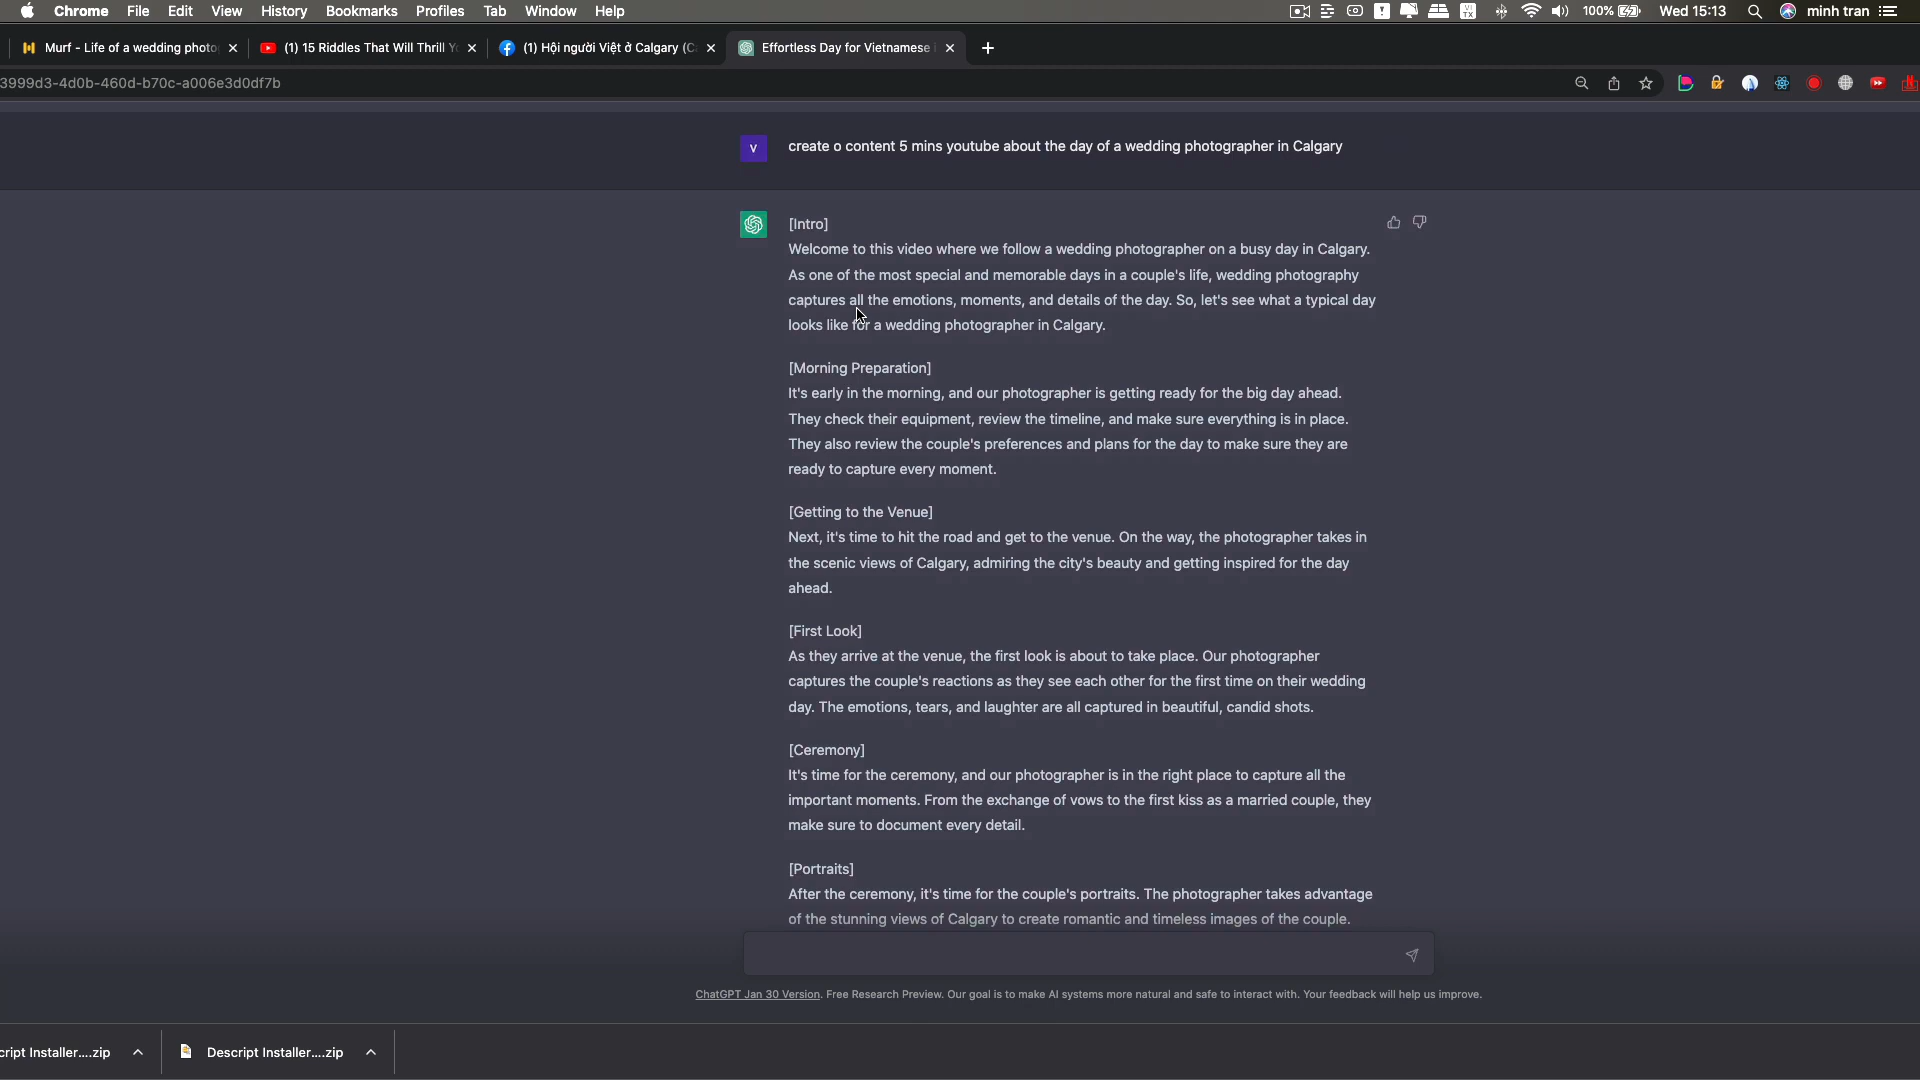 Chrome File Edit View History Bookmarks Profiles Tab Window Help 100% Wed 15:13 minh tran
Murf - Life of a wedding photo (1) 15 Riddles That Will Thrill Yo (1) Hội người Việt ở Calgary (C Effortless Day for Vietnamese
3999d3-4d0b-460d-b70c-a006e3d0df7b
V create o content 5 mins youtube about the day of a wedding photographer in Calgary
[Intro]
Welcome to this video where we follow a wedding photographer on a busy day in Calgary.
As one of the most special and memorable days in a couple's life, wedding photography
captures all the emotions, moments, and details of the day. So, let's see what a typical day
looks like for a wedding photographer in Calgary.
[Morning Preparation]
It's early in the morning, and our photographer is getting ready for the big day ahead.
They check their equipment, review the timeline, and make sure everything is in place.
They also review the couple's preferences and plans for the day to make sure they are
ready to capture every moment.
[Getting to the Venue]
Next, it's time to hit the road and get to the venue. On the way, the photographer takes in
the scenic views of Calgary, admiring the city's beauty and getting inspired for the day
ahead.
[First Look]
As they arrive at the venue, the first look is about to take place. Our photographer
captures the couple's reactions as they see each other for the first time on their wedding
day. The emotions, tears, and laughter are all captured in beautiful, candid shots.
[Ceremony]
It's time for the ceremony, and our photographer is in the right place to capture all the
important moments. From the exchange of vows to the first kiss as a married couple, they
make sure to document every detail.
[Portraits]
After the ceremony, it's time for the couple's portraits. The photographer takes advantage
of the stunning views of Calgary to create romantic and timeless images of the couple.
ChatGPT Jan 30 Version. Free Research Preview. Our goal is to make AI systems more natural and safe to interact with. Your feedback will help us improve.
cript Installer....zip Descript Installer....zip